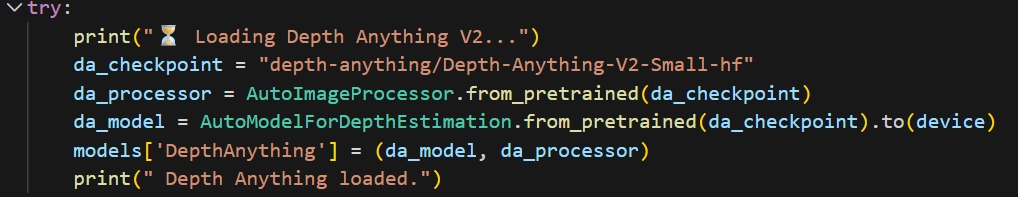 try:
    print("⏳ Loading Depth Anything V2...")
    da_checkpoint = "depth-anything/Depth-Anything-V2-Small-hf"
    da_processor = AutoImageProcessor.from_pretrained(da_checkpoint)
    da_model = AutoModelForDepthEstimation.from_pretrained(da_checkpoint).to(device)
    models['DepthAnything'] = (da_model, da_processor)
    print(" Depth Anything loaded.")